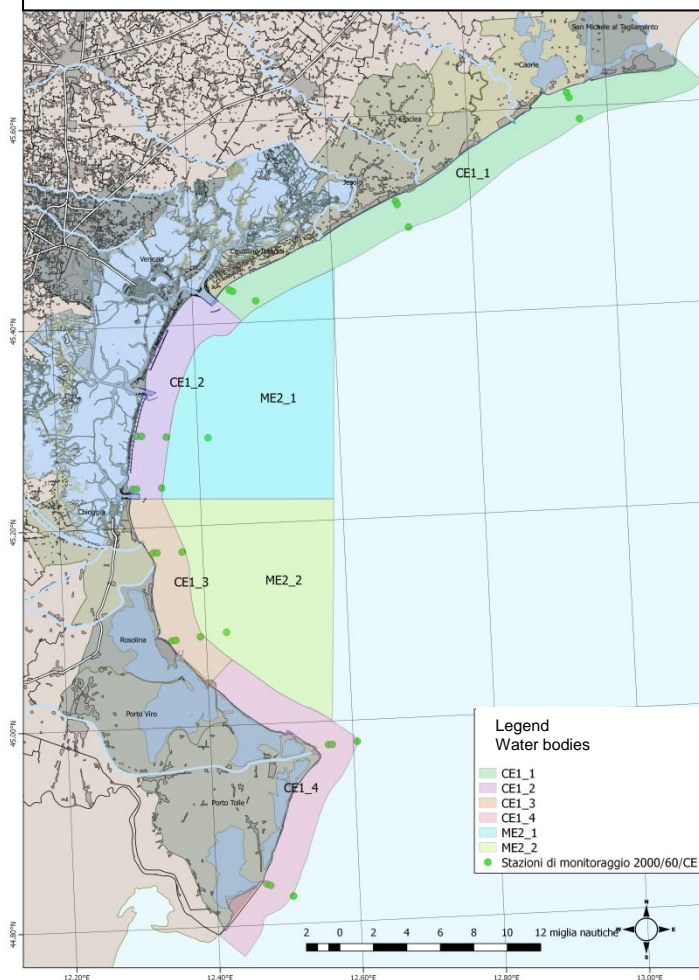 San Michele al Tagliamento
Caorle
Eraclea
45.60°N
Jesolo
CE1_1
Cavallino-Treporti
Venezia
45.40°N
CE1_2
ME2_1
Chioggia
45.20°N
CE1_3
ME2_2
Rosolina
Porto Viro
45.00°N
Legend
Water bodies
CE1_1
CE1_2
CE1_3
CE1_4
ME2_1
ME2_2
Stazioni di monitoraggio 2000/60/CE
CE1_4
Porto Tolle
N
W
E
S
2 0 2 4 6 8 10 12 miglia nautiche
44.80°N
12.20°E 12.40°E 12.60°E 12.80°E 13.00°E